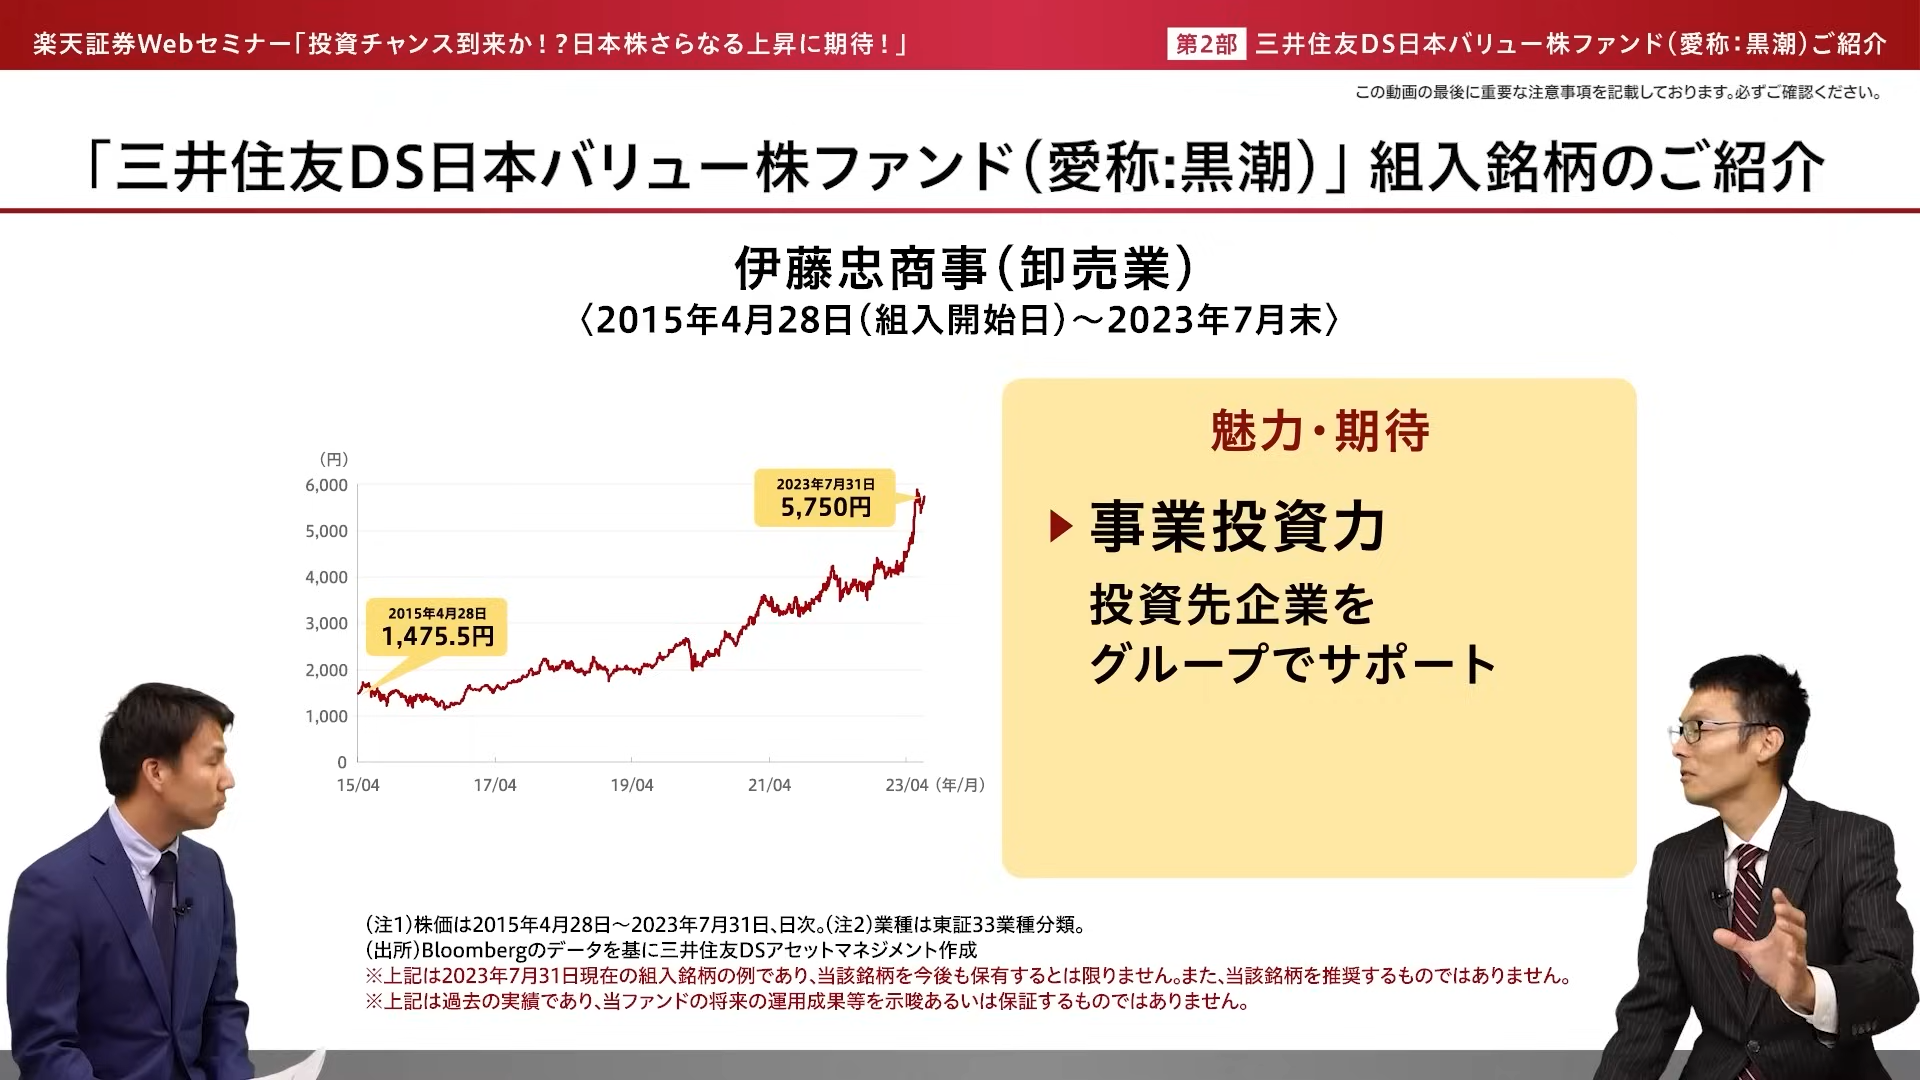 楽天証券Webセミナー「投資チャンス到来か！？日本株さらなる上昇に期待！」
第2部 三井住友DS日本バリュー株ファンド（愛称：黒潮）ご紹介
この動画の最後に重要な注意事項を記載しております。必ずご確認ください。
「三井住友DS日本バリュー株ファンド（愛称:黒潮）」組入銘柄のご紹介
伊藤忠商事（卸売業）
〈2015年4月28日（組入開始日）～2023年7月末〉
（円）
6,000
5,000
4,000
3,000
2,000
1,000
0
15/04 17/04 19/04 21/04 23/04（年/月）
2015年4月28日
1,475.5円
2023年7月31日
5,750円
魅力・期待
▶事業投資力
投資先企業を
グループでサポート
（注1）株価は2015年4月28日～2023年7月31日、日次。（注2）業種は東証33業種分類。
（出所）Bloombergのデータを基に三井住友DSアセットマネジメント作成
※上記は2023年7月31日現在の組入銘柄の例であり、当該銘柄を今後も保有するとは限りません。また、当該銘柄を推奨するものではありません。
※上記は過去の実績であり、当ファンドの将来の運用成果等を示唆あるいは保証するものではありません。